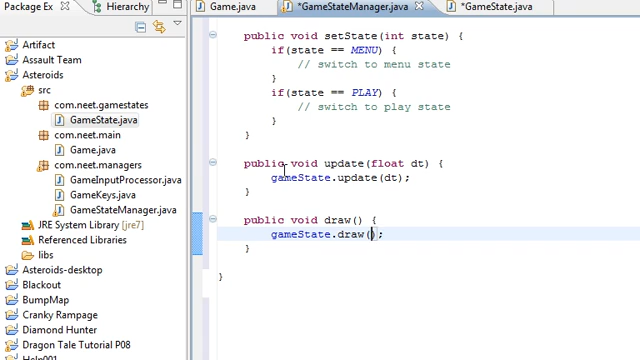 Package Ex
Hierarchy
Artifact
Assault Team
Asteroids
src
com.neet.gamestates
GameState.java
com.neet.main
Game.java
com.neet.managers
GameInputProcessor.java
GameKeys.java
GameStateManager.java
JRE System Library [jre7]
Referenced Libraries
libs
Asteroids-desktop
Blackout
BumpMap
Crown Game
Diamond Hunter
Dragon Tale Tutorial P08
Help001
Game.java
*GameStateManager.java
*GameState.java
public void setState(int state) {
if(state == MENU) {
// switch to menu state
}
if(state == PLAY) {
// switch to play state
}
}
public void update(float dt) {
gameState.update(dt);
}
public void draw() {
gameState.draw();
}
}